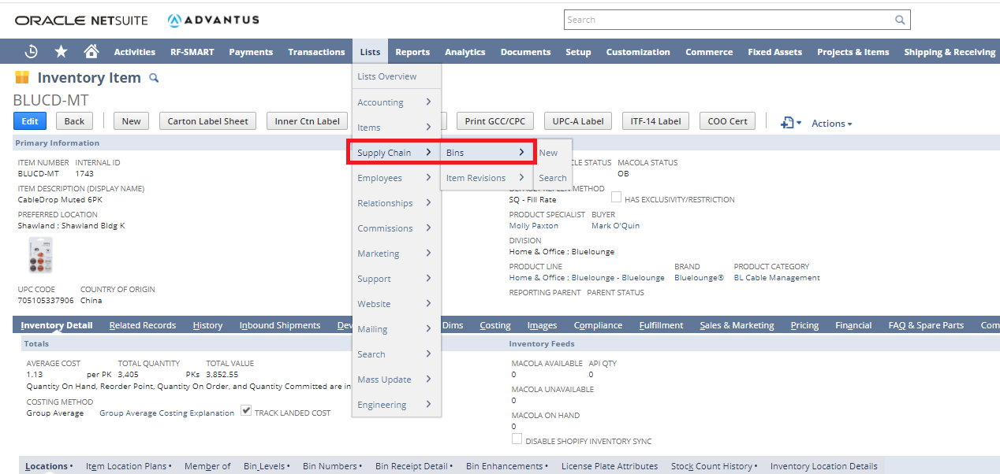 ORACLE NETSUITE ADVANTUS Search
Activities RF-SMART Payments Transactions Lists Reports Analytics Documents Setup Customization Commerce Fixed Assets Projects & Items Shipping & Receiving
Inventory Item
BLUCD-MT
Edit Back New Carton Label Sheet Inner Ctn Label Print GCC/CPC UPC-A Label ITF-14 Label COO Cert Actions
Lists Overview
Accounting
Items
Supply Chain
Employees
Relationships
Commissions
Marketing
Support
Website
Mailing
Search
Mass Update
Engineering
Bins
Item Revisions
New
Search
Primary Information
ITEM NUMBER INTERNAL ID
BLUCD-MT 1743
ITEM DESCRIPTION (DISPLAY NAME)
CableDrop Muted 6PK
PREFERRED LOCATION
Shawland : Shawland Bldg K
UPC CODE COUNTRY OF ORIGIN
705105337906 China
STATUS MACOLA STATUS
OB
METHOD
SQ - Fill Rate
HAS EXCLUSIVITY/RESTRICTION
PRODUCT SPECIALIST BUYER
Molly Paxton Mark O'Quin
DIVISION
Home & Office : Bluelounge
PRODUCT LINE BRAND PRODUCT CATEGORY
Home & Office : Bluelounge - Bluelounge Bluelounge® BL Cable Management
REPORTING PARENT PARENT STATUS
Inventory Detail Related Records History Inbound Shipments Dev Dims Costing Images Compliance Fulfillment Sales & Marketing Pricing Financial FAQ & Spare Parts Com
Totals
AVERAGE COST TOTAL QUANTITY TOTAL VALUE
1.13 per PK 3,405 PKs 3,852.55
Quantity On Hand, Reorder Point, Quantity On Order, and Quantity Committed are in
COSTING METHOD
Group Average Group Average Costing Explanation TRACK LANDED COST
Inventory Feeds
MACOLA AVAILABLE API QTY
0 0
MACOLA UNAVAILABLE
0
MACOLA ON HAND
0
DISABLE SHOPIFY INVENTORY SYNC
Locations • Item Location Plans • Member of Bin Levels • Bin Numbers • Bin Receipt Detail • Bin Enhancements • License Plate Attributes Stock Count History • Inventory Location Details